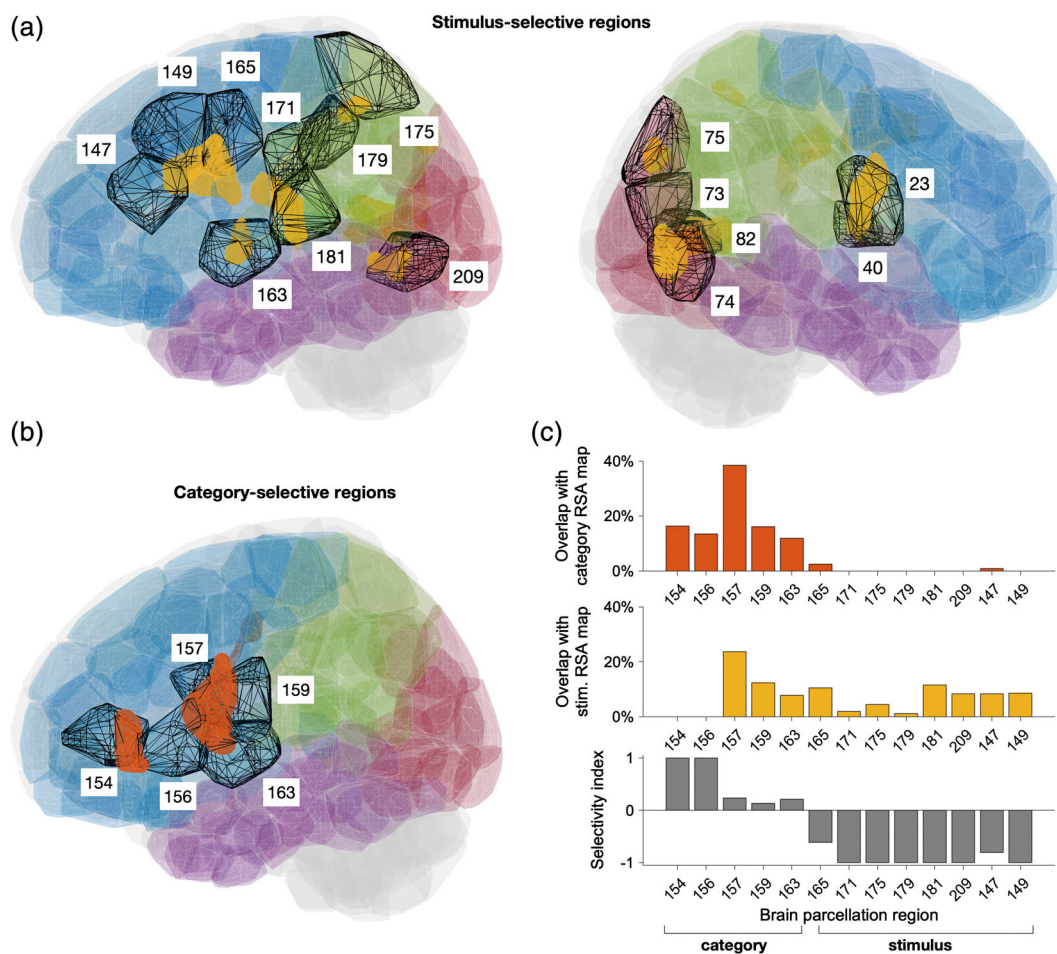 (a)
Stimulus-selective regions
149
165
171
147
175
179
163
181
209
75
73
23
82
40
74
(b)
Category-selective regions
157
159
154
156
163
(c)
Overlap with
category RSA map
40%
20%
0%
154 156 157 159 163 165 171 175 179 181 209 147 149
Overlap with
stim. RSA map
40%
20%
0%
154 156 157 159 163 165 171 175 179 181 209 147 149
Selectivity index
1
0
-1
154 156 157 159 163 165 171 175 179 181 209 147 149
Brain parcellation region
category stimulus